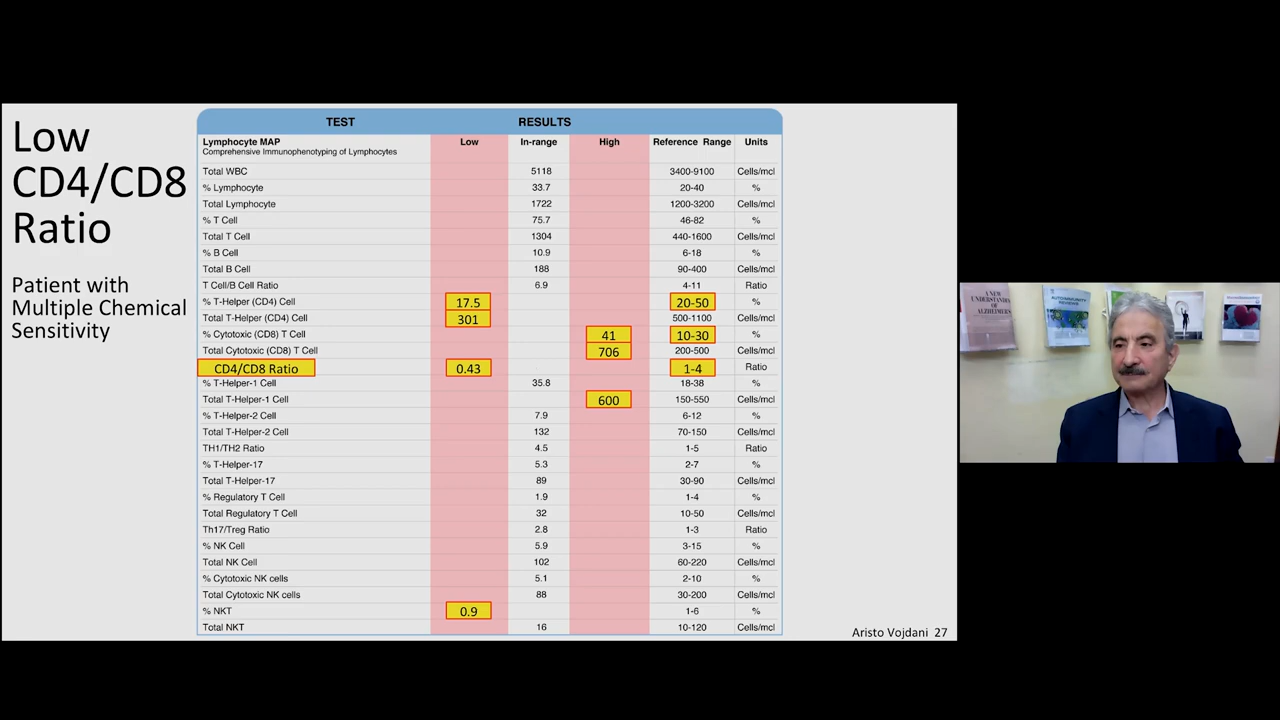 Low
CD4/CD8
Ratio
Patient with
Multiple Chemical
Sensitivity
TEST RESULTS
Lymphocyte MAP Low In-range High Reference Range Units
Comprehensive Immunophenotyping of Lymphocytes
Total WBC 5118 3400-9100 Cells/mcl
% Lymphocyte 33.7 20-40 %
Total Lymphocyte 1722 1200-3200 Cells/mcl
% T Cell 75.7 46-82 %
Total T Cell 1304 440-1600 Cells/mcl
% B Cell 10.9 6-18 %
Total B Cell 188 90-400 Cells/mcl
T Cell/B Cell Ratio 6.9 4-11 Ratio
% T-Helper (CD4) Cell 17.5 20-50 %
Total T-Helper (CD4) Cell 301 500-1100 Cells/mcl
% Cytotoxic (CD8) T Cell 41 10-30 %
Total Cytotoxic (CD8) T Cell 706 200-500 Cells/mcl
CD4/CD8 Ratio 0.43 1-4 Ratio
% T-Helper-1 Cell 35.8 18-38 %
Total T-Helper-1 Cell 600 150-550 Cells/mcl
% T-Helper-2 Cell 7.9 6-12 %
Total T-Helper-2 Cell 132 70-150 Cells/mcl
TH1/TH2 Ratio 4.5 1-5 Ratio
% T-Helper-17 5.3 2-7 %
Total T-Helper-17 89 30-90 Cells/mcl
% Regulatory T Cell 1.9 1-4 %
Total Regulatory T Cell 32 10-50 Cells/mcl
Th17/Treg Ratio 2.8 1-3 Ratio
% NK Cell 5.9 3-15 %
Total NK Cell 102 60-220 Cells/mcl
% Cytotoxic NK cells 5.1 2-10 %
Total Cytotoxic NK cells 88 30-200 Cells/mcl
% NKT 0.9 1-6 %
Total NKT 16 10-120 Cells/mcl
Aristo Vojdani 27
A NEW
UNDERSTANDING
OF
ALZHEIMER'S
AUTOIMMUNITY
REVIEWS